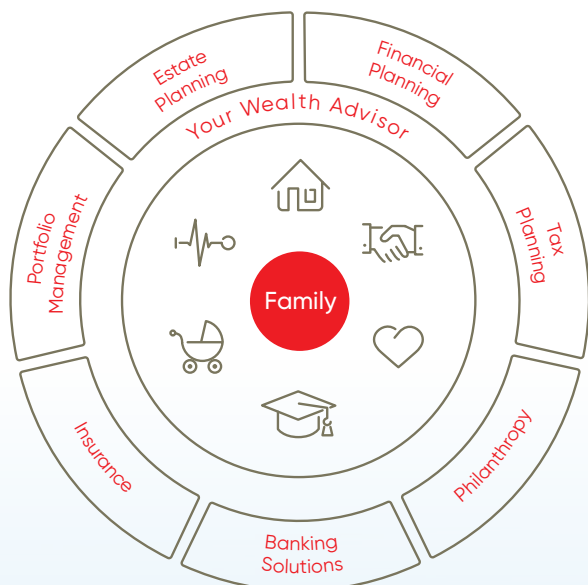 Estate
Planning
Financial
Planning
Your Wealth Advisor
Tax
Planning
Portfolio
Management
Family
Philanthropy
Insurance
Banking
Solutions